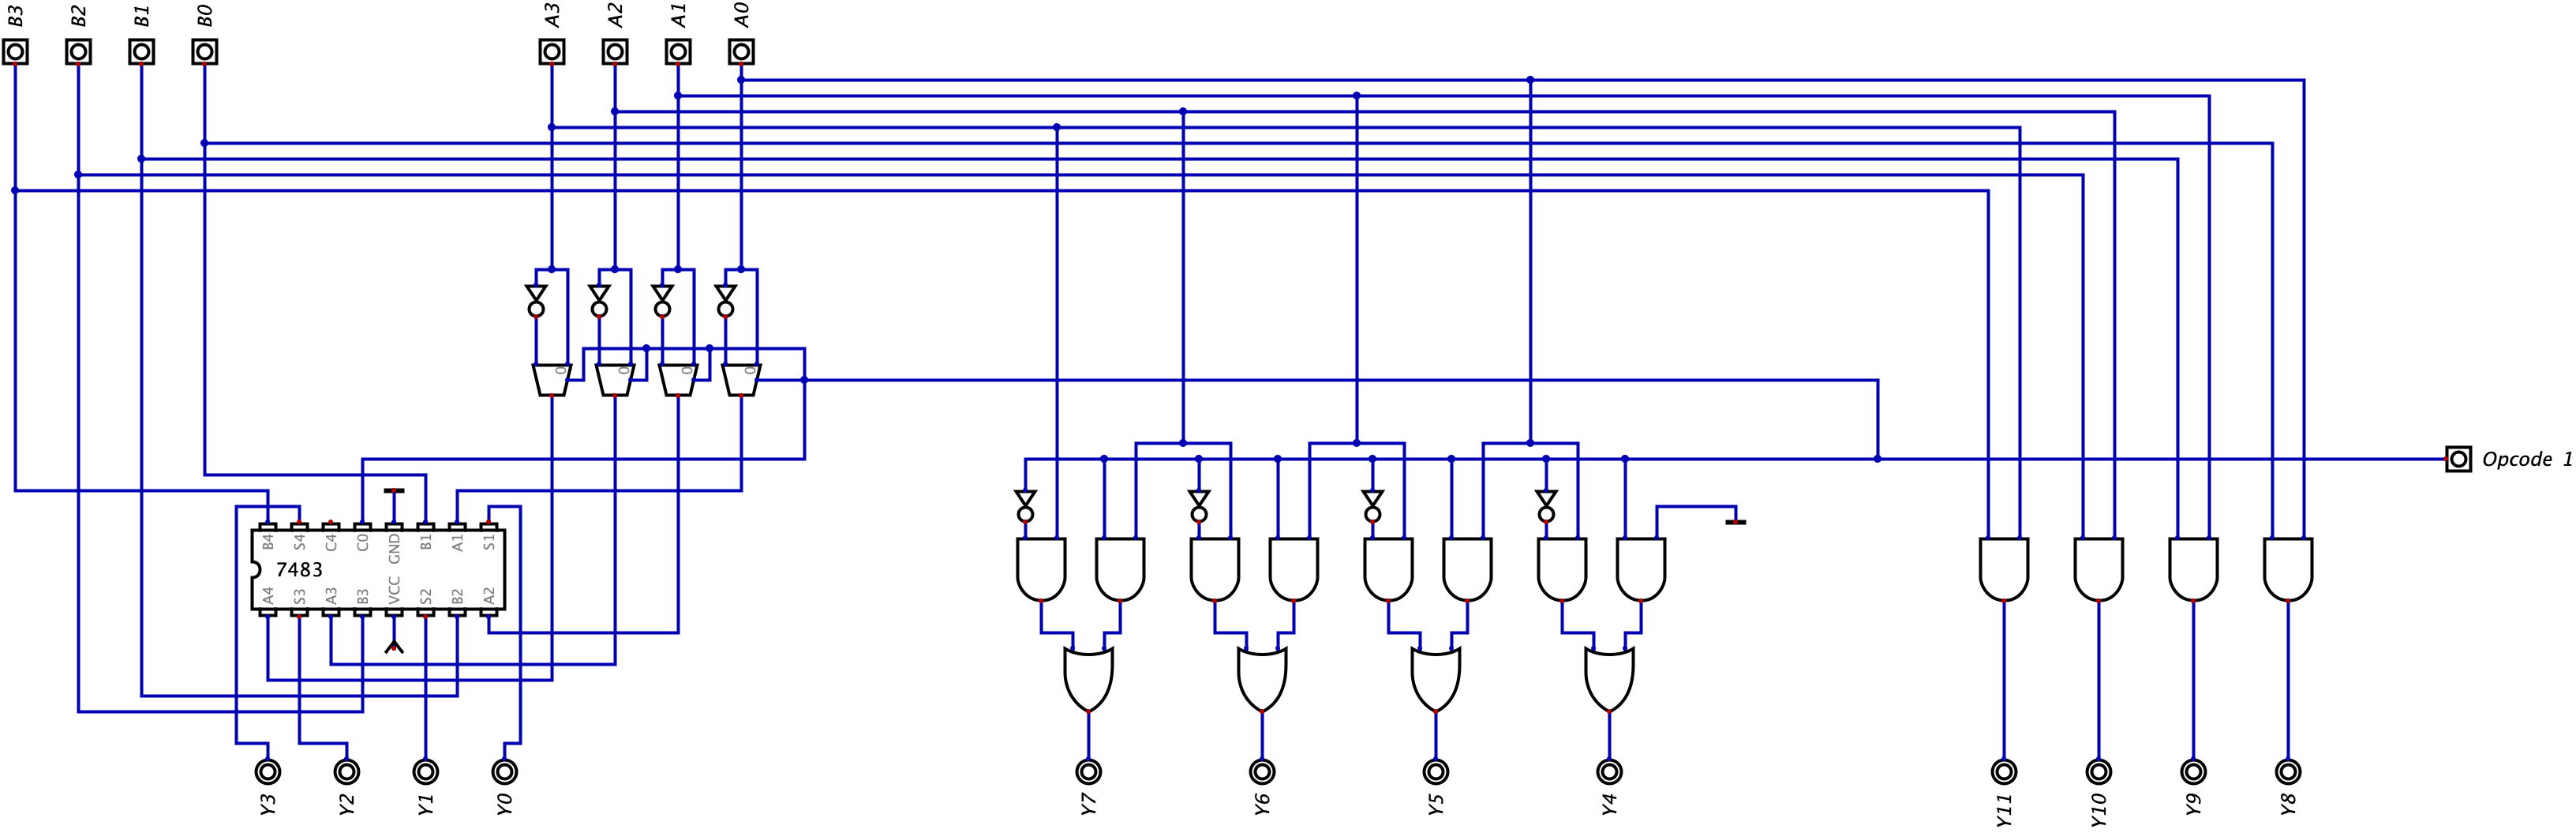 B3
B2
B1
B0
A3
A2
A1
A0
0
0
0
0
Opcode 1
B4
S4
C4
C0
GND
B1
A1
S1
7483
A4
S3
A3
B3
VCC
S2
B2
A2
Y3
Y2
Y1
Y0
Y7
Y6
Y5
Y4
Y11
Y10
Y9
Y8